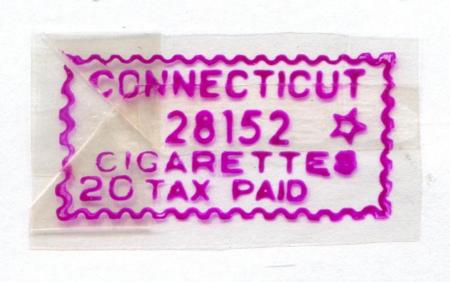 CONNECTICUT
28152
CIGARETTES
20 TAX PAID